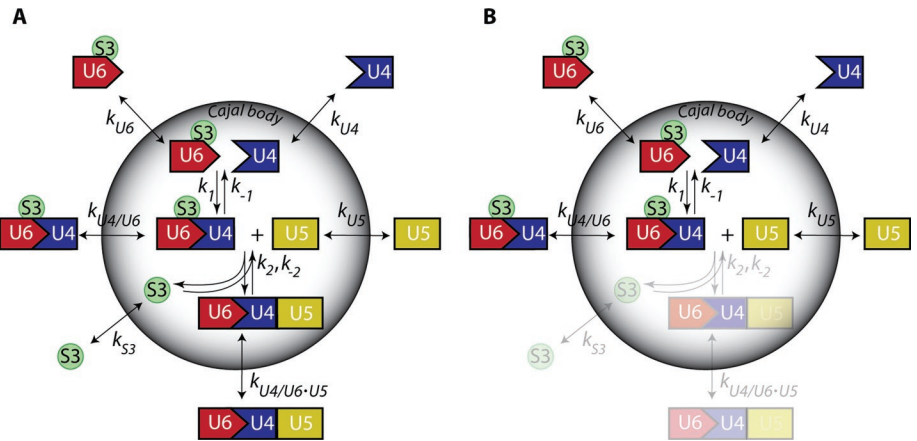 A
S3
U6
U4
Cajal body
k_U6
k_U4
S3
U6
U4
k_1
k_-1
S3
U6 U4
k_U4/U6
S3
U6 U4
+
U5
k_U5
U5
k_2, k_-2
S3
U6 U4 U5
k_S3
S3
k_U4/U6·U5
U6 U4 U5
B
S3
U6
U4
Cajal body
k_U6
k_U4
S3
U6
U4
k_1
k_-1
S3
U6 U4
k_U4/U6
S3
U6 U4
+
U5
k_U5
U5
k_2, k_-2
S3
U6 U4 U5
k_S3
S3
k_U4/U6·U5
U6 U4 U5